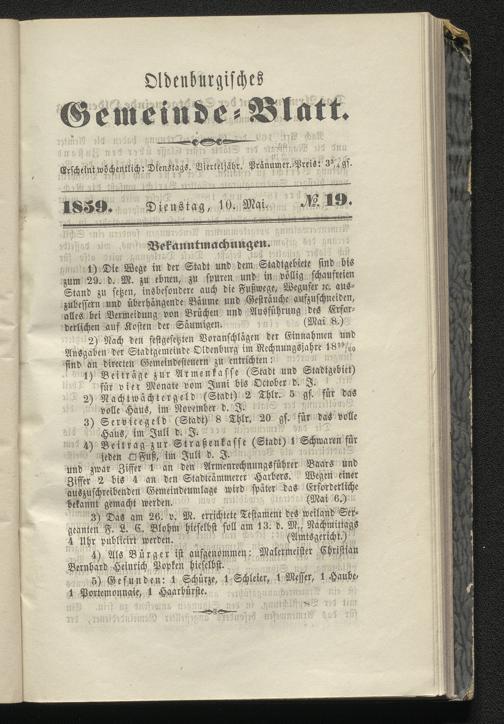 Oldenburgisches
Gemeinde-Blatt.
Erscheint wöchentlich: Dienstags. Vierteljähr. Pränumer.-Preis: 3¾ gs.
1859. Dienstag, 10. Mai. № 19.
Bekanntmachungen.
1) Die Wege in der Stadt und dem Stadtgebiete sind bis
zum 29. d. M. zu ebnen, zu spuren und in völlig schaufreien
Stand zu setzen, insbesondere auch die Fußwege, Wegufer ꝛc. aus-
zubessern und überhängende Bäume und Gesträuche aufzuschneiden,
alles bei Vermeidung von Brüchen und Ausführung des Erfor-
derlichen auf Kosten der Säumigen. (Mai 8.)
2) Nach den festgesetzten Voranschlägen der Einnahmen und
Ausgaben der Stadtgemeinde Oldenburg im Rechnungsjahre 18⁵⁹/₆₀
sind an directen Gemeindesteuern zu entrichten:
1) Beiträge zur Armenkasse (Stadt und Stadtgebiet)
für vier Monate vom Juni bis October d. J.
2) Nachtwächtergeld (Stadt) 2 Thlr. 5 gs. für das
volle Haus, im November d. J.
3) Servicegeld (Stadt) 8 Thlr. 20 gs. für das volle
Haus, im Juli d. J.
4) Beitrag zur Straßenkasse (Stadt) 1 Schwaren für
jeden □Fuß, im Juli d. J.
und zwar Ziffer 1 an den Armenrechnungsführer Baars und
Ziffer 2 bis 4 an den Stadtcämmerer Harbers. Wegen einer
auszuschreibenden Gemeindeumlage wird später das Erforderliche
bekannt gemacht werden. (Mai 6.)
3) Das am 26. v. M. errichtete Testament des weiland Ser-
geanten F. L. C. Blohm hieselbst soll am 13. d. M., Nachmittags
4 Uhr publicirt werden. (Amtsgericht.)
4) Als Bürger ist aufgenommen: Malermeister Christian
Bernhard Heinrich Popken hieselbst.
5) Gefunden: 1 Schürze, 1 Schleier, 1 Messer, 1 Haube,
1 Portemonnaie, 1 Haarbürste.